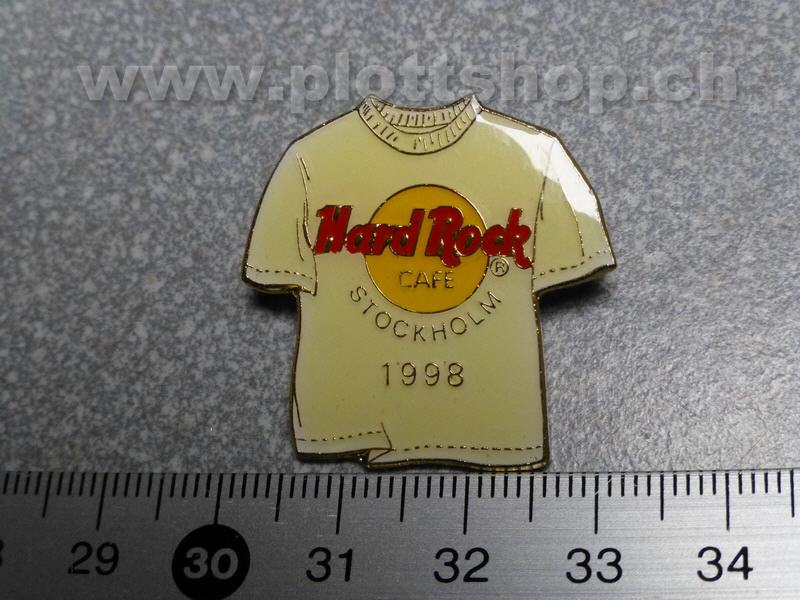 www.plottshop.ch
Hard Rock
CAFE
®
STOCKHOLM
1998
29 30 31 32 33 34